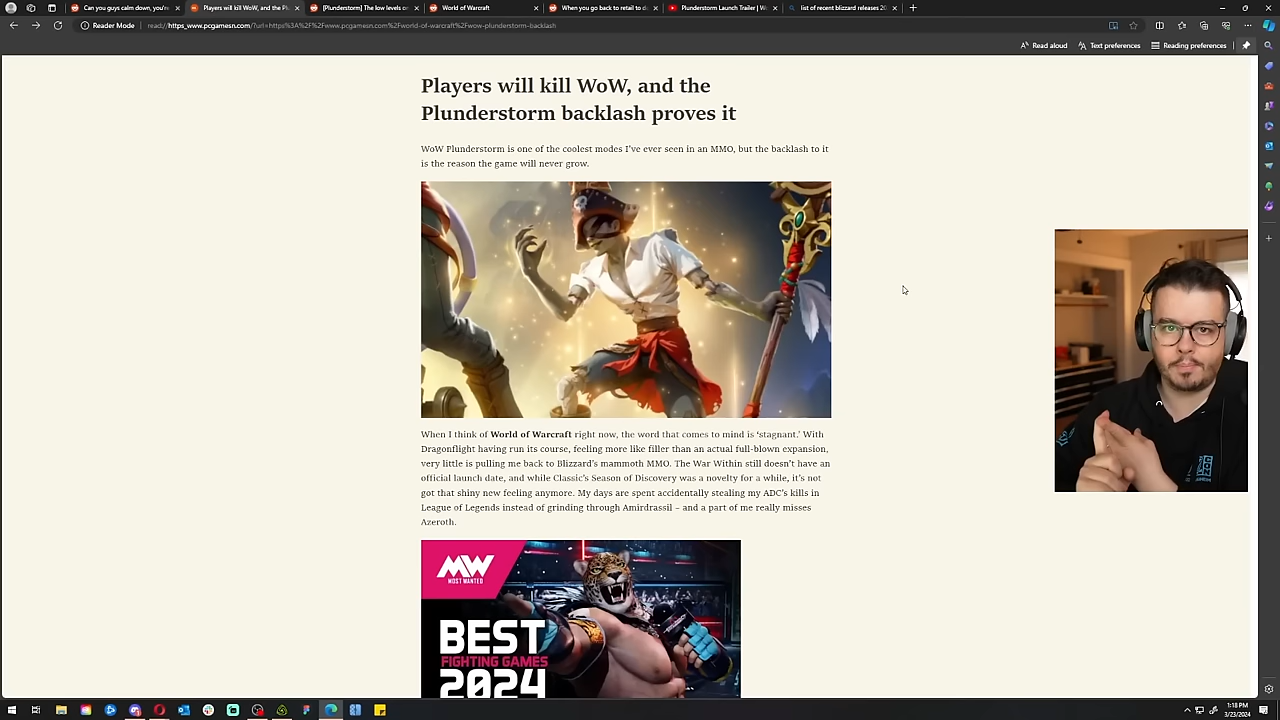 Can you guys calm down, you're
Players will kill WoW, and the Pl
[Plunderstorm] The low levels o
World of Warcraft
When you go back to retail to d
Plunderstorm Launch Trailer | Wo
list of recent blizzard releases 20
Reader Mode
read://https_www.pcgamesn.com/?url=https%3A%2F%2Fwww.pcgamesn.com%2Fworld-of-warcraft%2Fwow-plunderstorm-backlash
Read aloud
Text preferences
Reading preferences
Players will kill WoW, and the
Plunderstorm backlash proves it
WoW Plunderstorm is one of the coolest modes I've ever seen in an MMO, but the backlash to it
is the reason the game will never grow.
When I think of World of Warcraft right now, the word that comes to mind is ‘stagnant.’ With
Dragonflight having run its course, feeling more like filler than an actual full-blown expansion,
very little is pulling me back to Blizzard's mammoth MMO. The War Within still doesn't have an
official launch date, and while Classic's Season of Discovery was a novelty for a while, it's not
got that shiny new feeling anymore. My days are spent accidentally stealing my ADC's kills in
League of Legends instead of grinding through Amirdrassil – and a part of me really misses
Azeroth.
MW
MOST WANTED
BEST
FIGHTING GAMES
2024
1:18 PM
3/23/2024